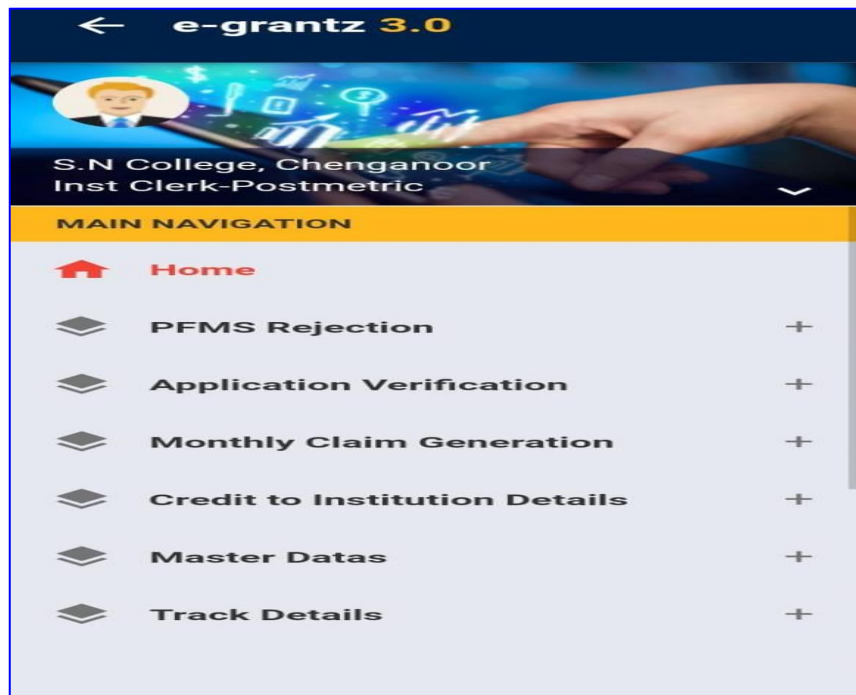 e-grantz 3.0
S.N College, Chenganoor
Inst Clerk-Postmetric
MAIN NAVIGATION
Home
PFMS Rejection
Application Verification
Monthly Claim Generation
Credit to Institution Details
Master Datas
Track Details